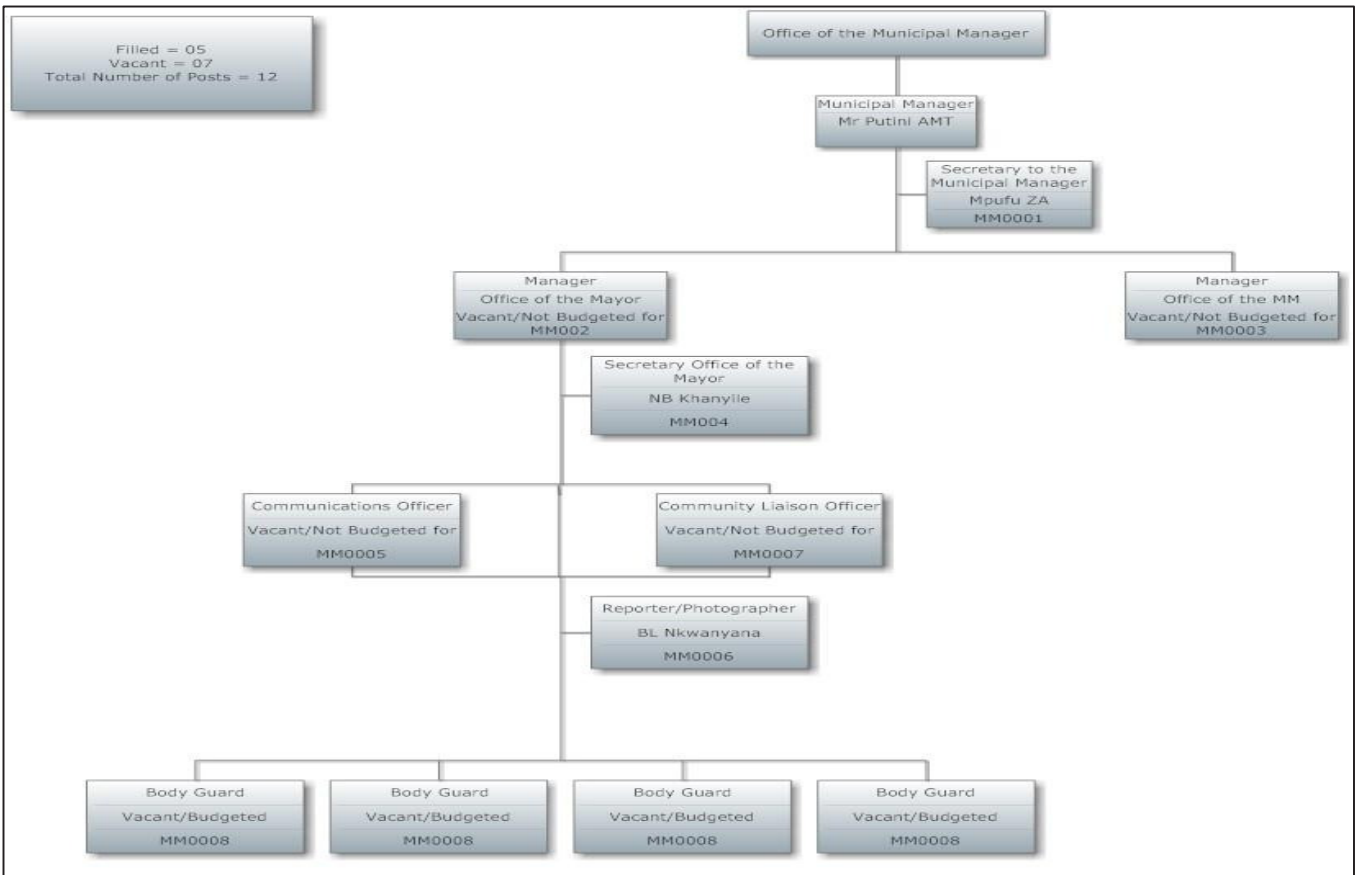 Filled = 05
Vacant = 07
Total Number of Posts = 12
Office of the Municipal Manager
Municipal Manager
Mr Putini AMT
Secretary to the
Municipal Manager
Mpufu ZA
MM0001
Manager
Office of the Mayor
Vacant/Not Budgeted for
MM002
Manager
Office of the MM
Vacant/Not Budgeted for
MM0003
Secretary Office of the
Mayor
NB Khanyile
MM004
Communications Officer
Vacant/Not Budgeted for
MM0005
Community Liaison Officer
Vacant/Not Budgeted for
MM0007
Reporter/Photographer
BL Nkwanyana
MM0006
Body Guard
Vacant/Budgeted
MM0008
Body Guard
Vacant/Budgeted
MM0008
Body Guard
Vacant/Budgeted
MM0008
Body Guard
Vacant/Budgeted
MM0008